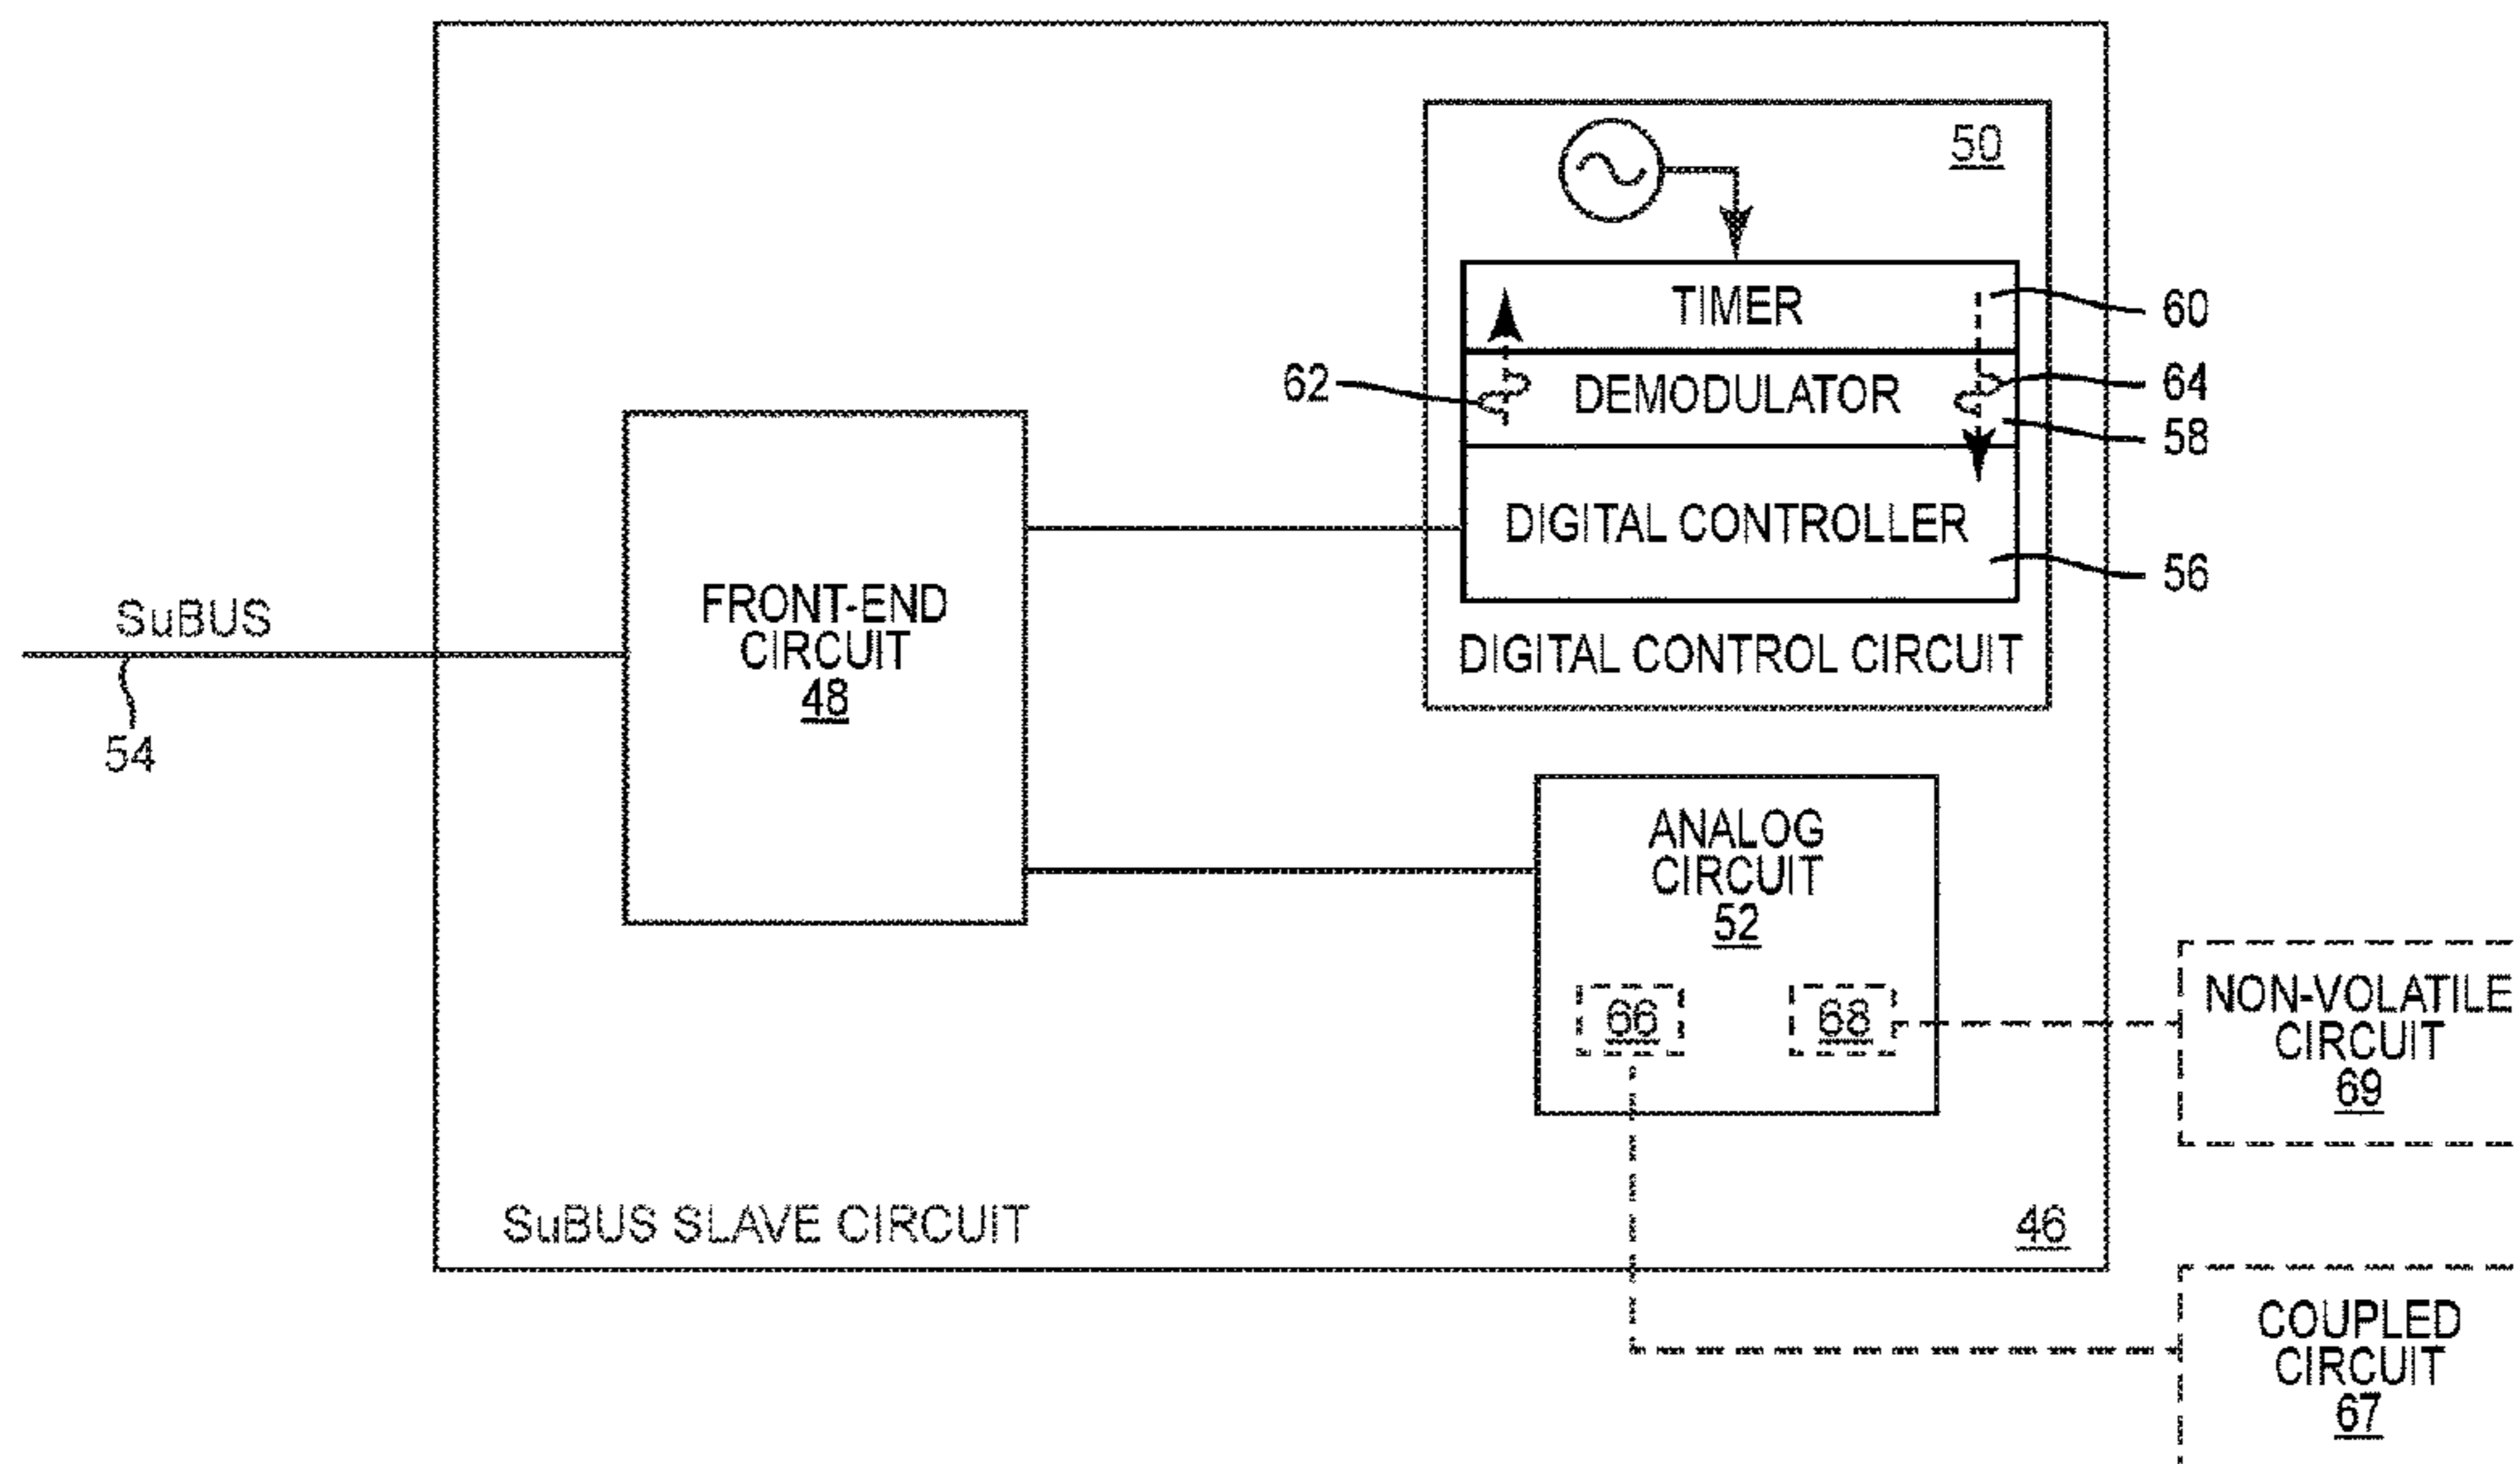 50
TIMER
60
62
DEMODULATOR
64
58
DIGITAL CONTROLLER
56
DIGITAL CONTROL CIRCUIT
SuBUS
54
FRONT-END
CIRCUIT
48
ANALOG
CIRCUIT
52
66
68
NON-VOLATILE
CIRCUIT
69
SuBUS SLAVE CIRCUIT
46
COUPLED
CIRCUIT
67